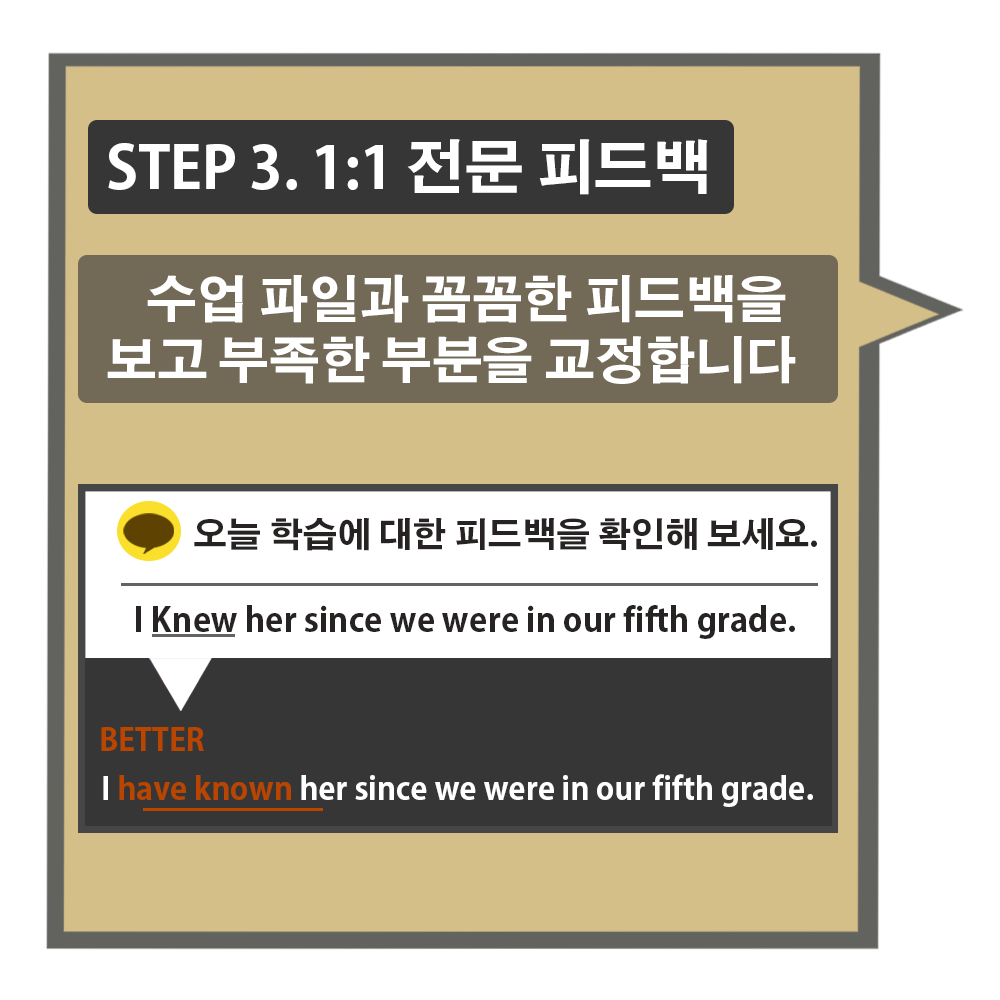 STEP 3. 1:1 전문 피드백
수업 파일과 꼼꼼한 피드백을
보고 부족한 부분을 교정합니다
오늘 학습에 대한 피드백을 확인해 보세요.
I Knew her since we were in our fifth grade.
BETTER
I have known her since we were in our fifth grade.